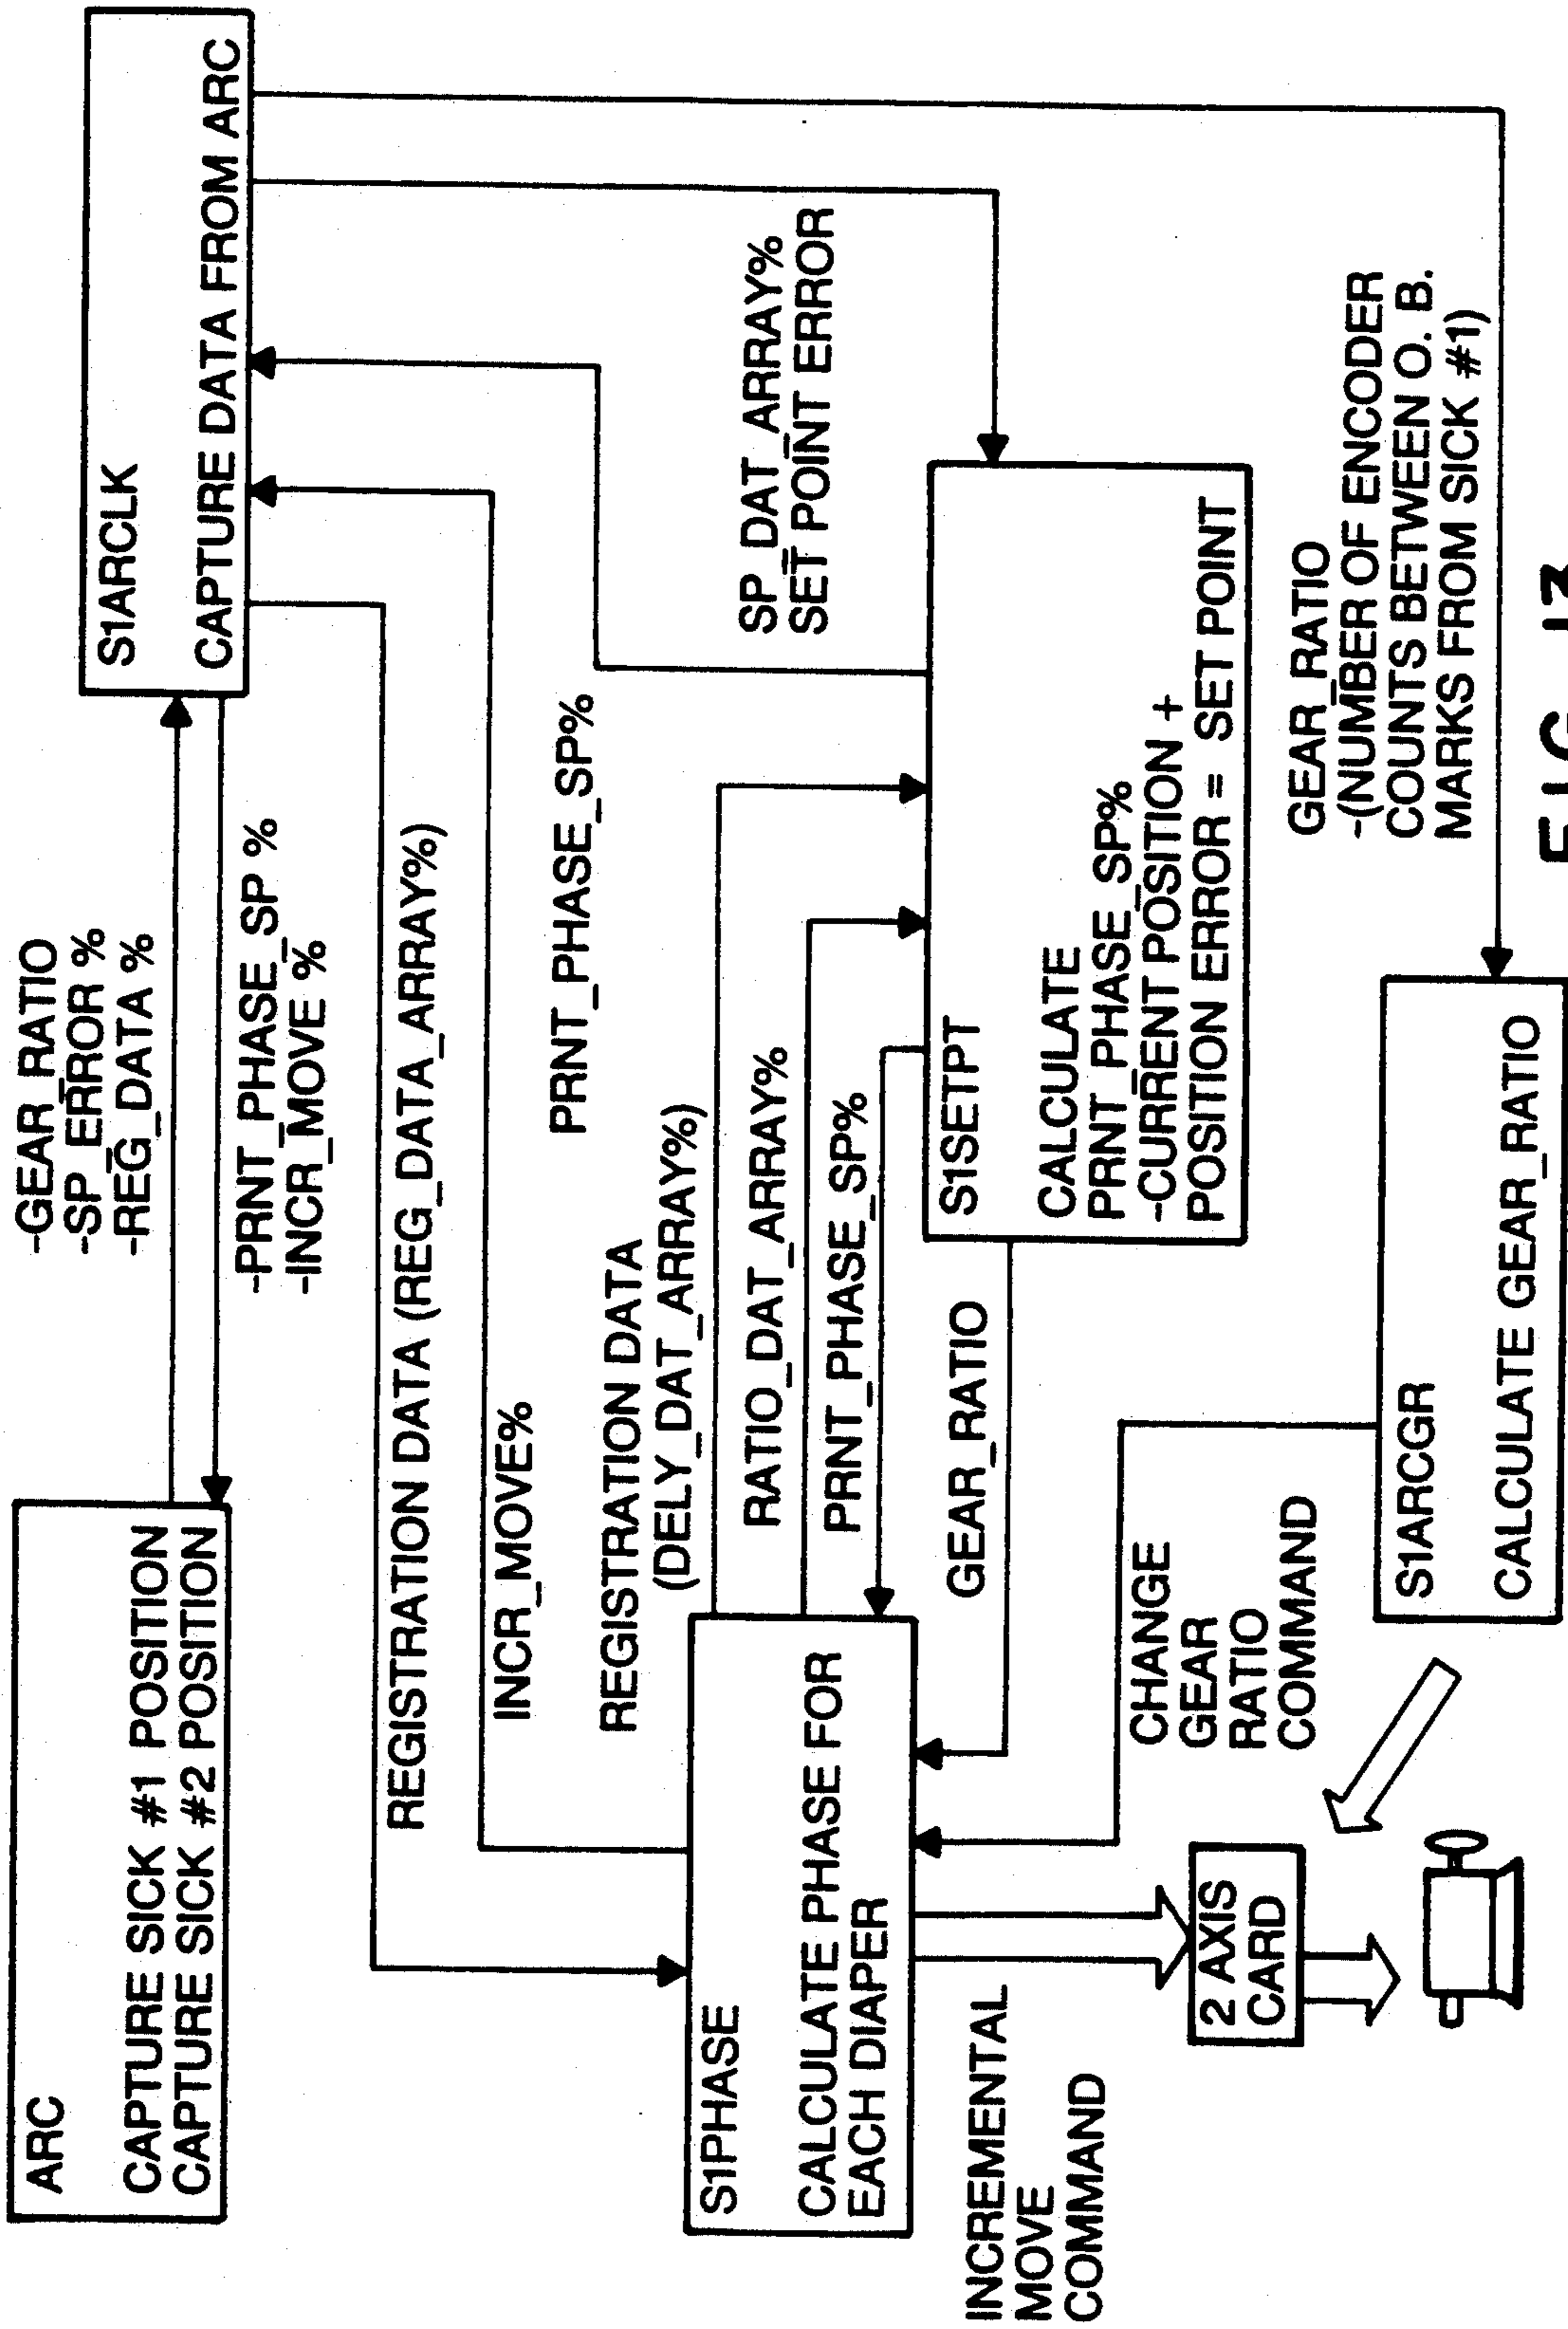 ARC
CAPTURE SICK #1 POSITION
CAPTURE SICK #2 POSITION
-GEAR_RATIO
-SP_ERROR %
-REG_DATA %
-PRNT_PHASE_SP %
-INCR_MOVE %
S1ARCLK
CAPTURE DATA FROM ARC
REGISTRATION DATA (REG_DATA_ARRAY%)
INCR_MOVE%
PRNT_PHASE_SP%
REGISTRATION DATA
(DELY_DAT_ARRAY%)
RATIO_DAT_ARRAY%
PRNT_PHASE_SP%
GEAR_RATIO
SP_DAT_ARRAY%
SET POINT ERROR
S1PHASE
CALCULATE PHASE FOR
EACH DIAPER
S1SETPT
CALCULATE
PRNT_PHASE_SP%
-CURRENT POSITION +
POSITION ERROR = SET POINT
INCREMENTAL
MOVE
COMMAND
2 AXIS
CARD
CHANGE
GEAR
RATIO
COMMAND
GEAR_RATIO
-(NUMBER OF ENCODER
COUNTS BETWEEN O. B.
MARKS FROM SICK #1)
S1ARCGR
CALCULATE GEAR_RATIO